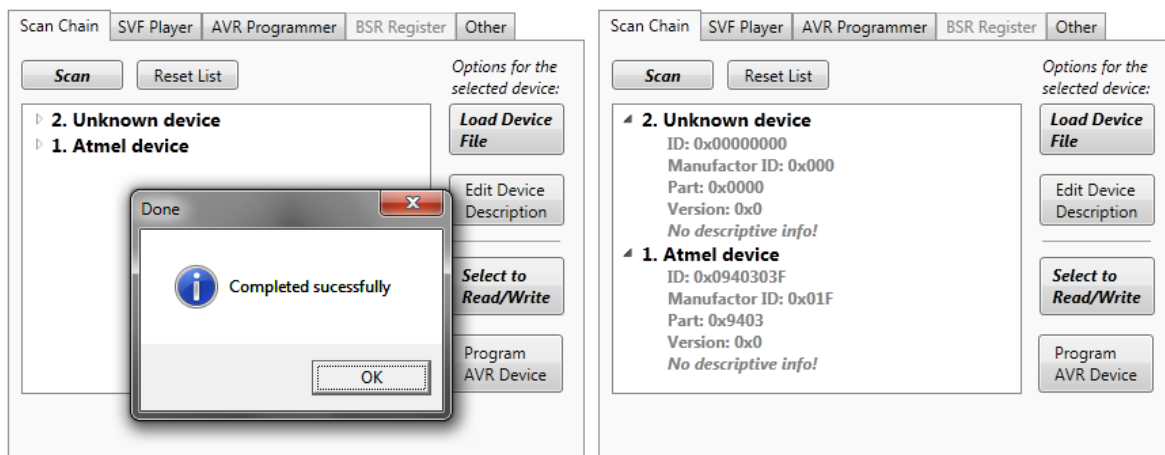 Scan Chain SVF Player AVR Programmer BSR Register Other
Scan Reset List
Options for the
selected device:
2. Unknown device
1. Atmel device
Load Device
File
Edit Device
Description
Select to
Read/Write
Program
AVR Device
Done
Completed sucessfully
OK
Scan Chain SVF Player AVR Programmer BSR Register Other
Scan Reset List
Options for the
selected device:
2. Unknown device
ID: 0x00000000
Manufactor ID: 0x000
Part: 0x0000
Version: 0x0
No descriptive info!
1. Atmel device
ID: 0x0940303F
Manufactor ID: 0x01F
Part: 0x9403
Version: 0x0
No descriptive info!
Load Device
File
Edit Device
Description
Select to
Read/Write
Program
AVR Device